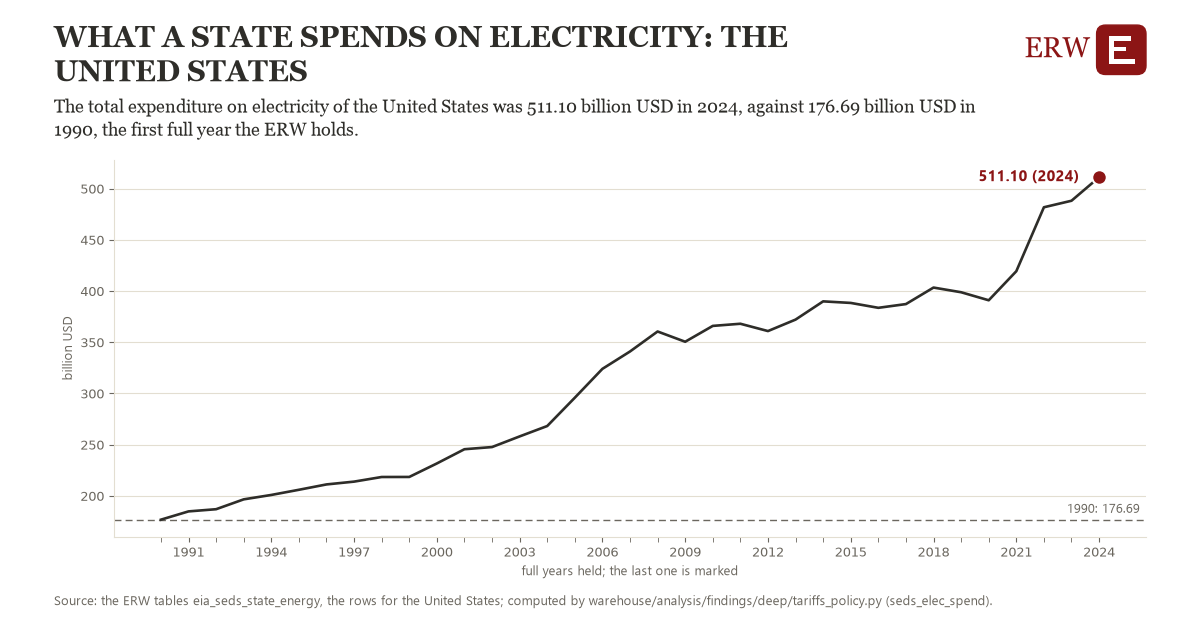 WHAT A STATE SPENDS ON ELECTRICITY: THE
UNITED STATES
ERW E
The total expenditure on electricity of the United States was 511.10 billion USD in 2024, against 176.69 billion USD in
1990, the first full year the ERW holds.
511.10 (2024)
500
450
400
350
300
250
200
billion USD
1990: 176.69
1991 1994 1997 2000 2003 2006 2009 2012 2015 2018 2021 2024
full years held; the last one is marked
Source: the ERW tables eia_seds_state_energy, the rows for the United States; computed by warehouse/analysis/findings/deep/tariffs_policy.py (seds_elec_spend).